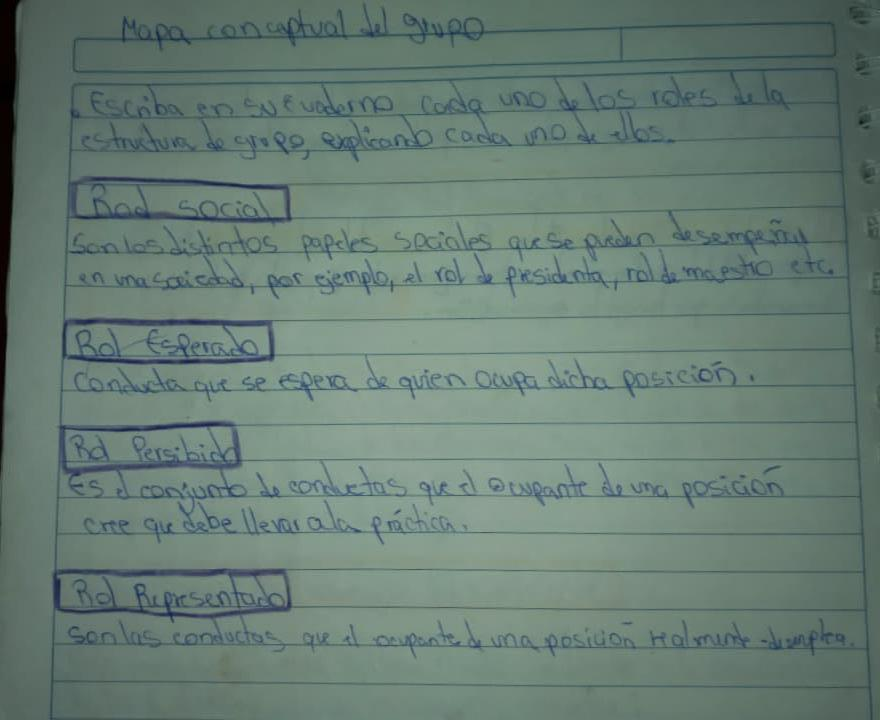 Mapa conceptual del grupo
. Escriba en su cuaderno cada uno de los roles de la
estructura de grupo, explicando cada uno de ellos.
Rod social
Son los distintos papeles sociales que se pueden desempeñar
en una sociedad, por ejemplo, el rol de presidenta, rol de maestro etc.
Rol Esperado
Conducta que se espera de quien ocupa dicha posicion.
Rol Persibido
Es el conjunto de conductas que el ocupante de una posición
cree que debe llevar a la práctica.
Rol Representado
Son las conductas que el ocupante de una posición realmente